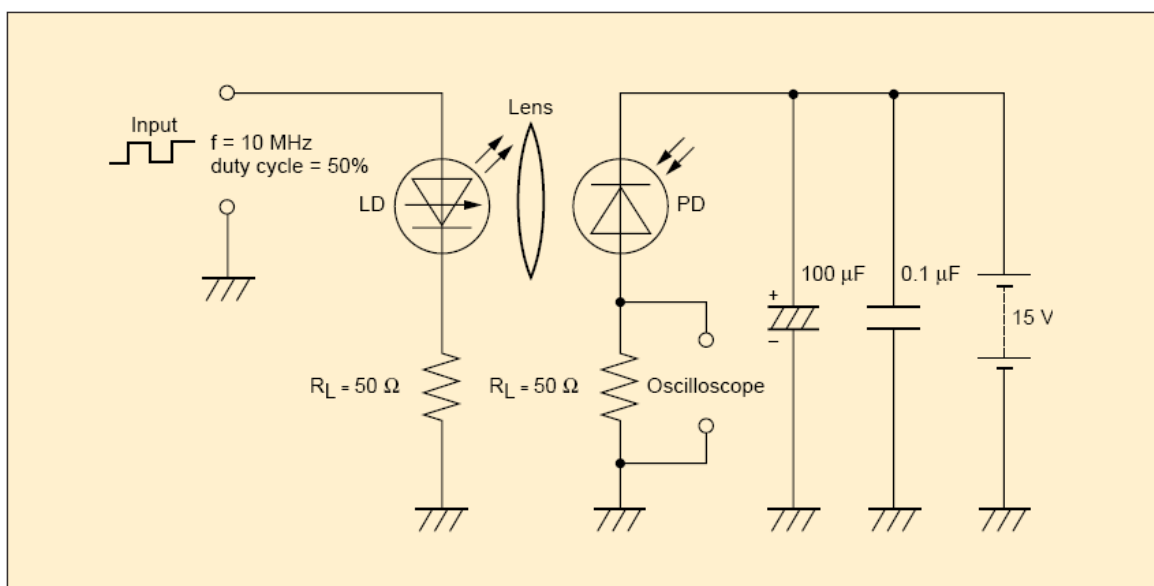 Input
f = 10 MHz
duty cycle = 50%
LD
Lens
PD
R_L = 50 Ω
R_L = 50 Ω
Oscilloscope
+
100 μF
–
0.1 μF
15 V